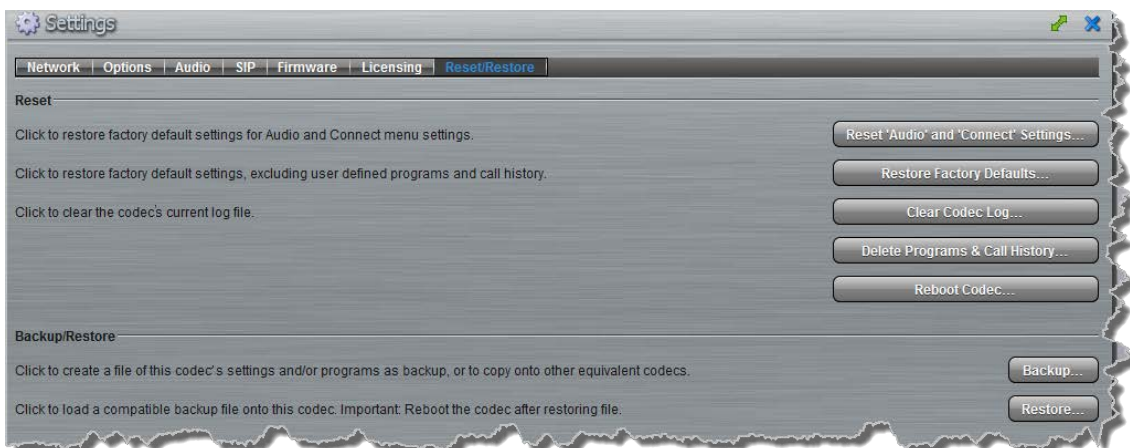 Settings
Network Options Audio SIP Firmware Licensing Reset/Restore
Reset
Click to restore factory default settings for Audio and Connect menu settings. Reset 'Audio' and 'Connect' Settings...
Click to restore factory default settings, excluding user defined programs and call history. Restore Factory Defaults...
Click to clear the codec's current log file. Clear Codec Log...
Delete Programs & Call History...
Reboot Codec...
Backup/Restore
Click to create a file of this codec's settings and/or programs as backup, or to copy onto other equivalent codecs. Backup...
Click to load a compatible backup file onto this codec. Important: Reboot the codec after restoring file. Restore...